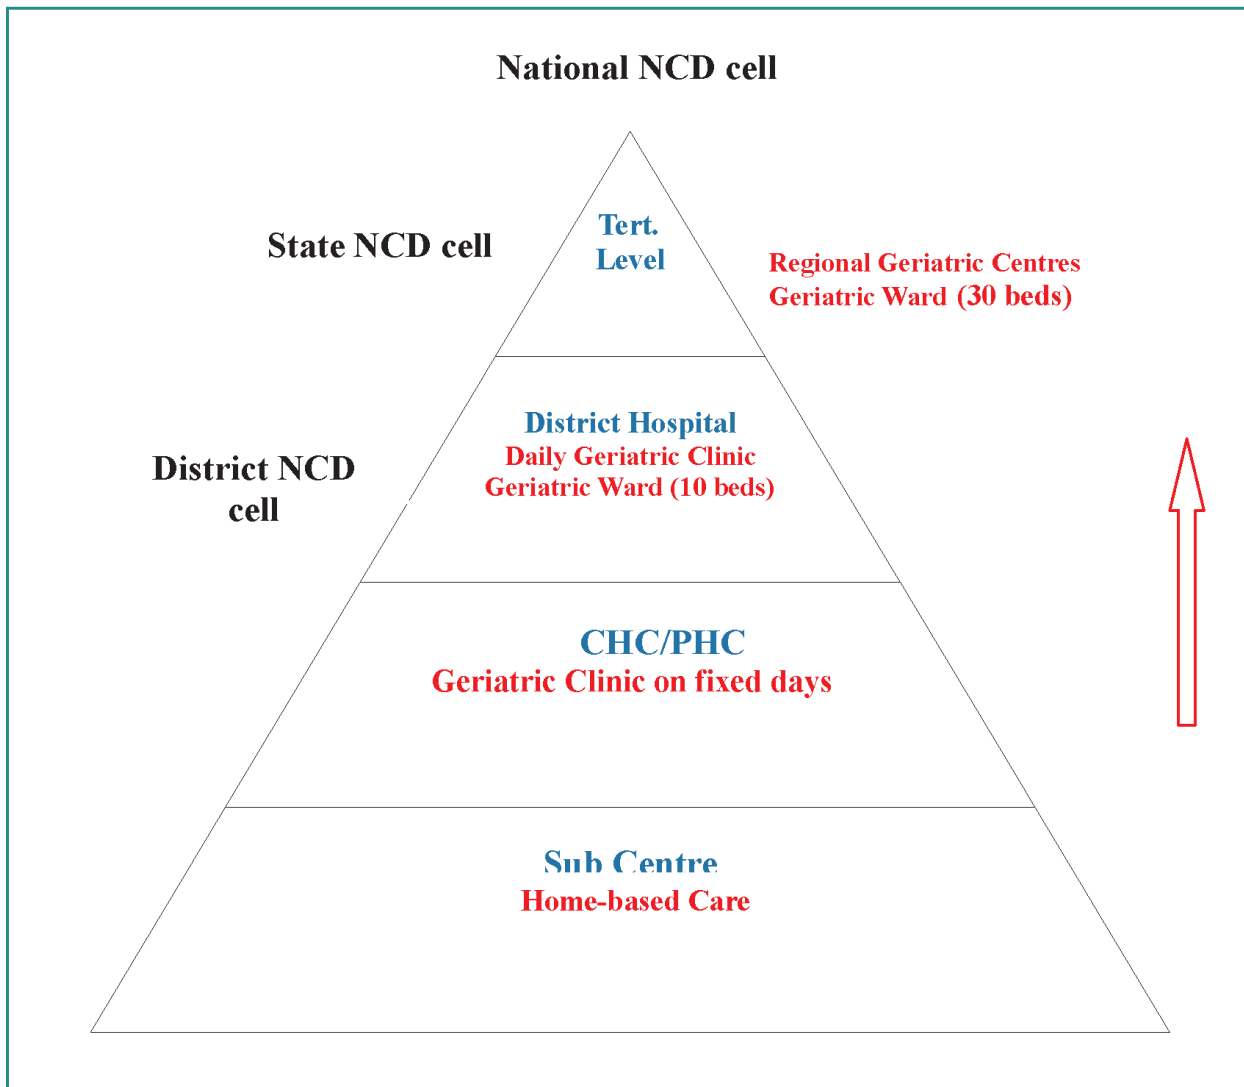 National NCD cell
State NCD cell
Tert.
Level
Regional Geriatric Centres
Geriatric Ward (30 beds)
District NCD
cell
District Hospital
Daily Geriatric Clinic
Geriatric Ward (10 beds)
CHC/PHC
Geriatric Clinic on fixed days
Sub Centre
Home-based Care